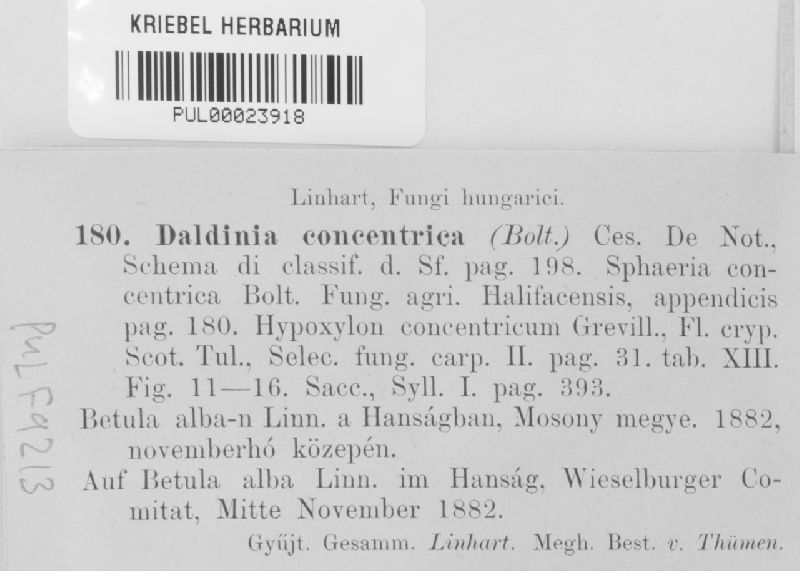 KRIEBEL HERBARIUM
PUL00023918
Linhart, Fungi hungarici.
180. Daldinia concentrica (Bolt.) Ces. De Not.,
Schema di classif. d. Sf. pag. 198. Sphaeria con-
centrica Bolt. Fung. agri. Halifacensis, appendicis
pag. 180. Hypoxylon concentricum Grevill., Fl. cryp.
Scot. Tul., Selec. fung. carp. II. pag. 31. tab. XIII.
Fig. 11—16. Sacc., Syll. I. pag. 393.
Betula alba-n Linn. a Hanságban, Mosony megye. 1882,
novemberhó közepén.
Auf Betula alba Linn. im Hanság, Wieselburger Co-
mitat, Mitte November 1882.
Gyűjt. Gesamm. Linhart. Megh. Best. v. Thümen.
PUL F9213